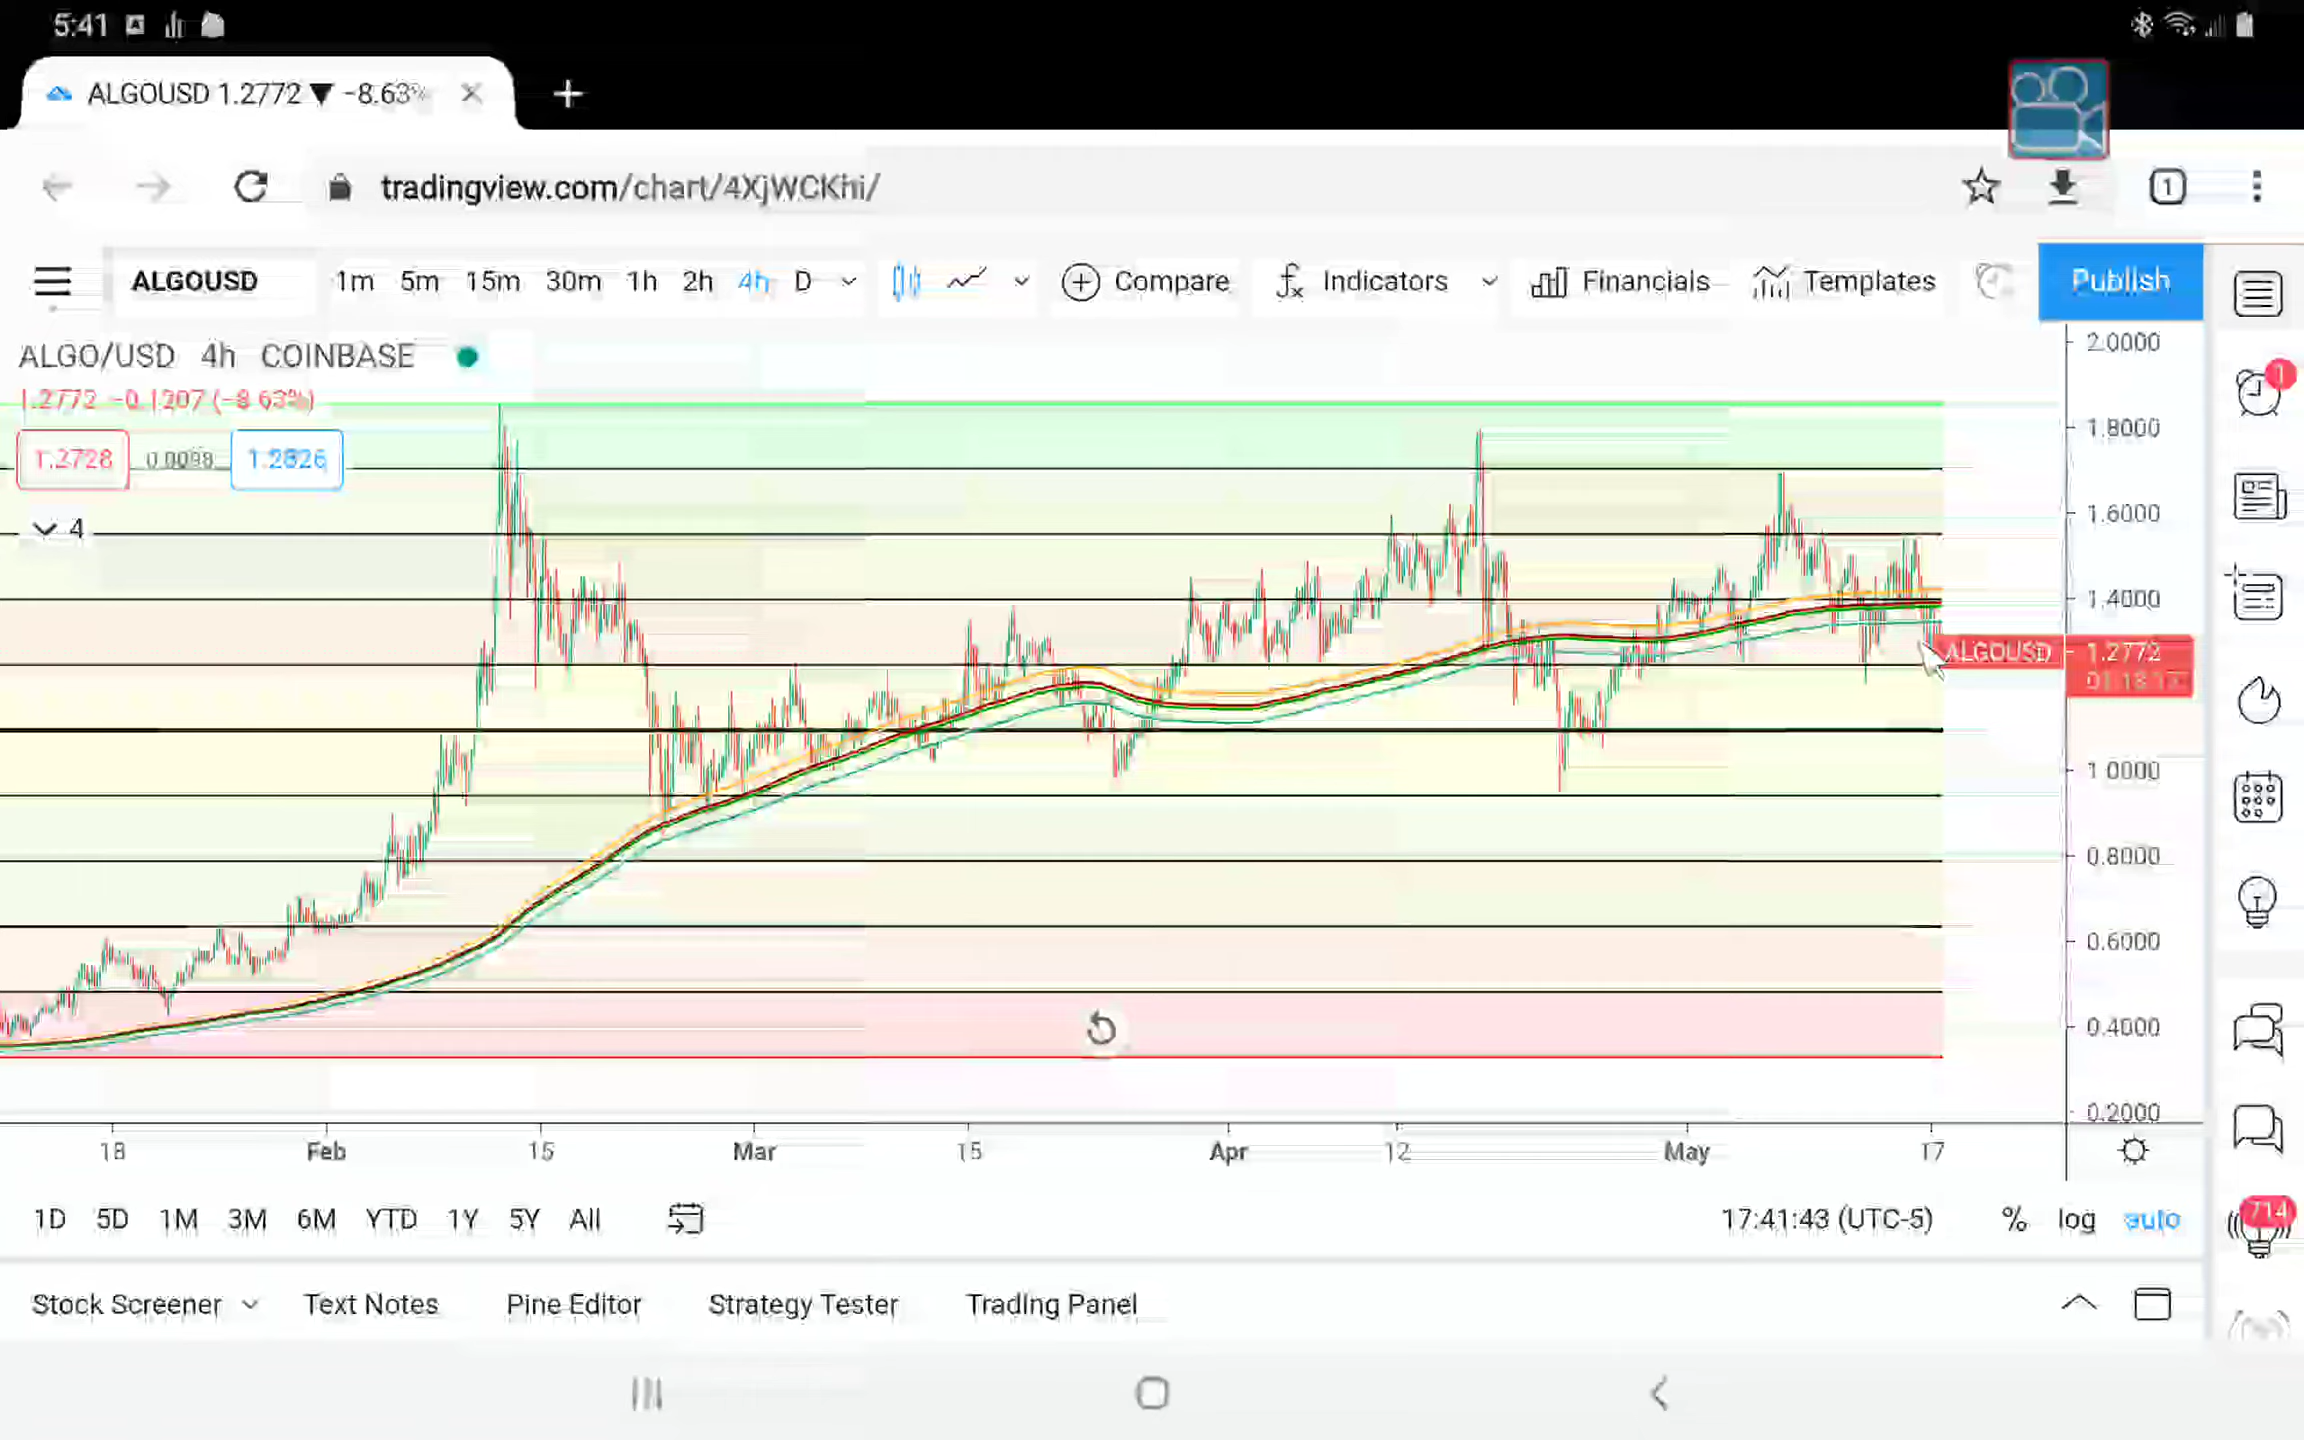 5:41
ALGOUSD 1.2772 ▼ −8.63%
tradingview.com/chart/4XjWCKhi/
1
ALGOUSD 1m 5m 15m 30m 1h 2h 4h D Compare Indicators Financials Templates Publish
ALGO/USD 4h COINBASE
1.2772 −0.1207 (−8.63%)
1.2728 0.0098 1.2826
4
2.0000
1.8000
1.6000
1.4000
ALGOUSD 1.2772
1.0000
0.8000
0.6000
0.4000
0.2000
18 Feb 15 Mar 15 Apr 12 May 17
1D 5D 1M 3M 6M YTD 1Y 5Y All 17:41:43 (UTC-5) % log auto
Stock Screener Text Notes Pine Editor Strategy Tester Trading Panel
1
714